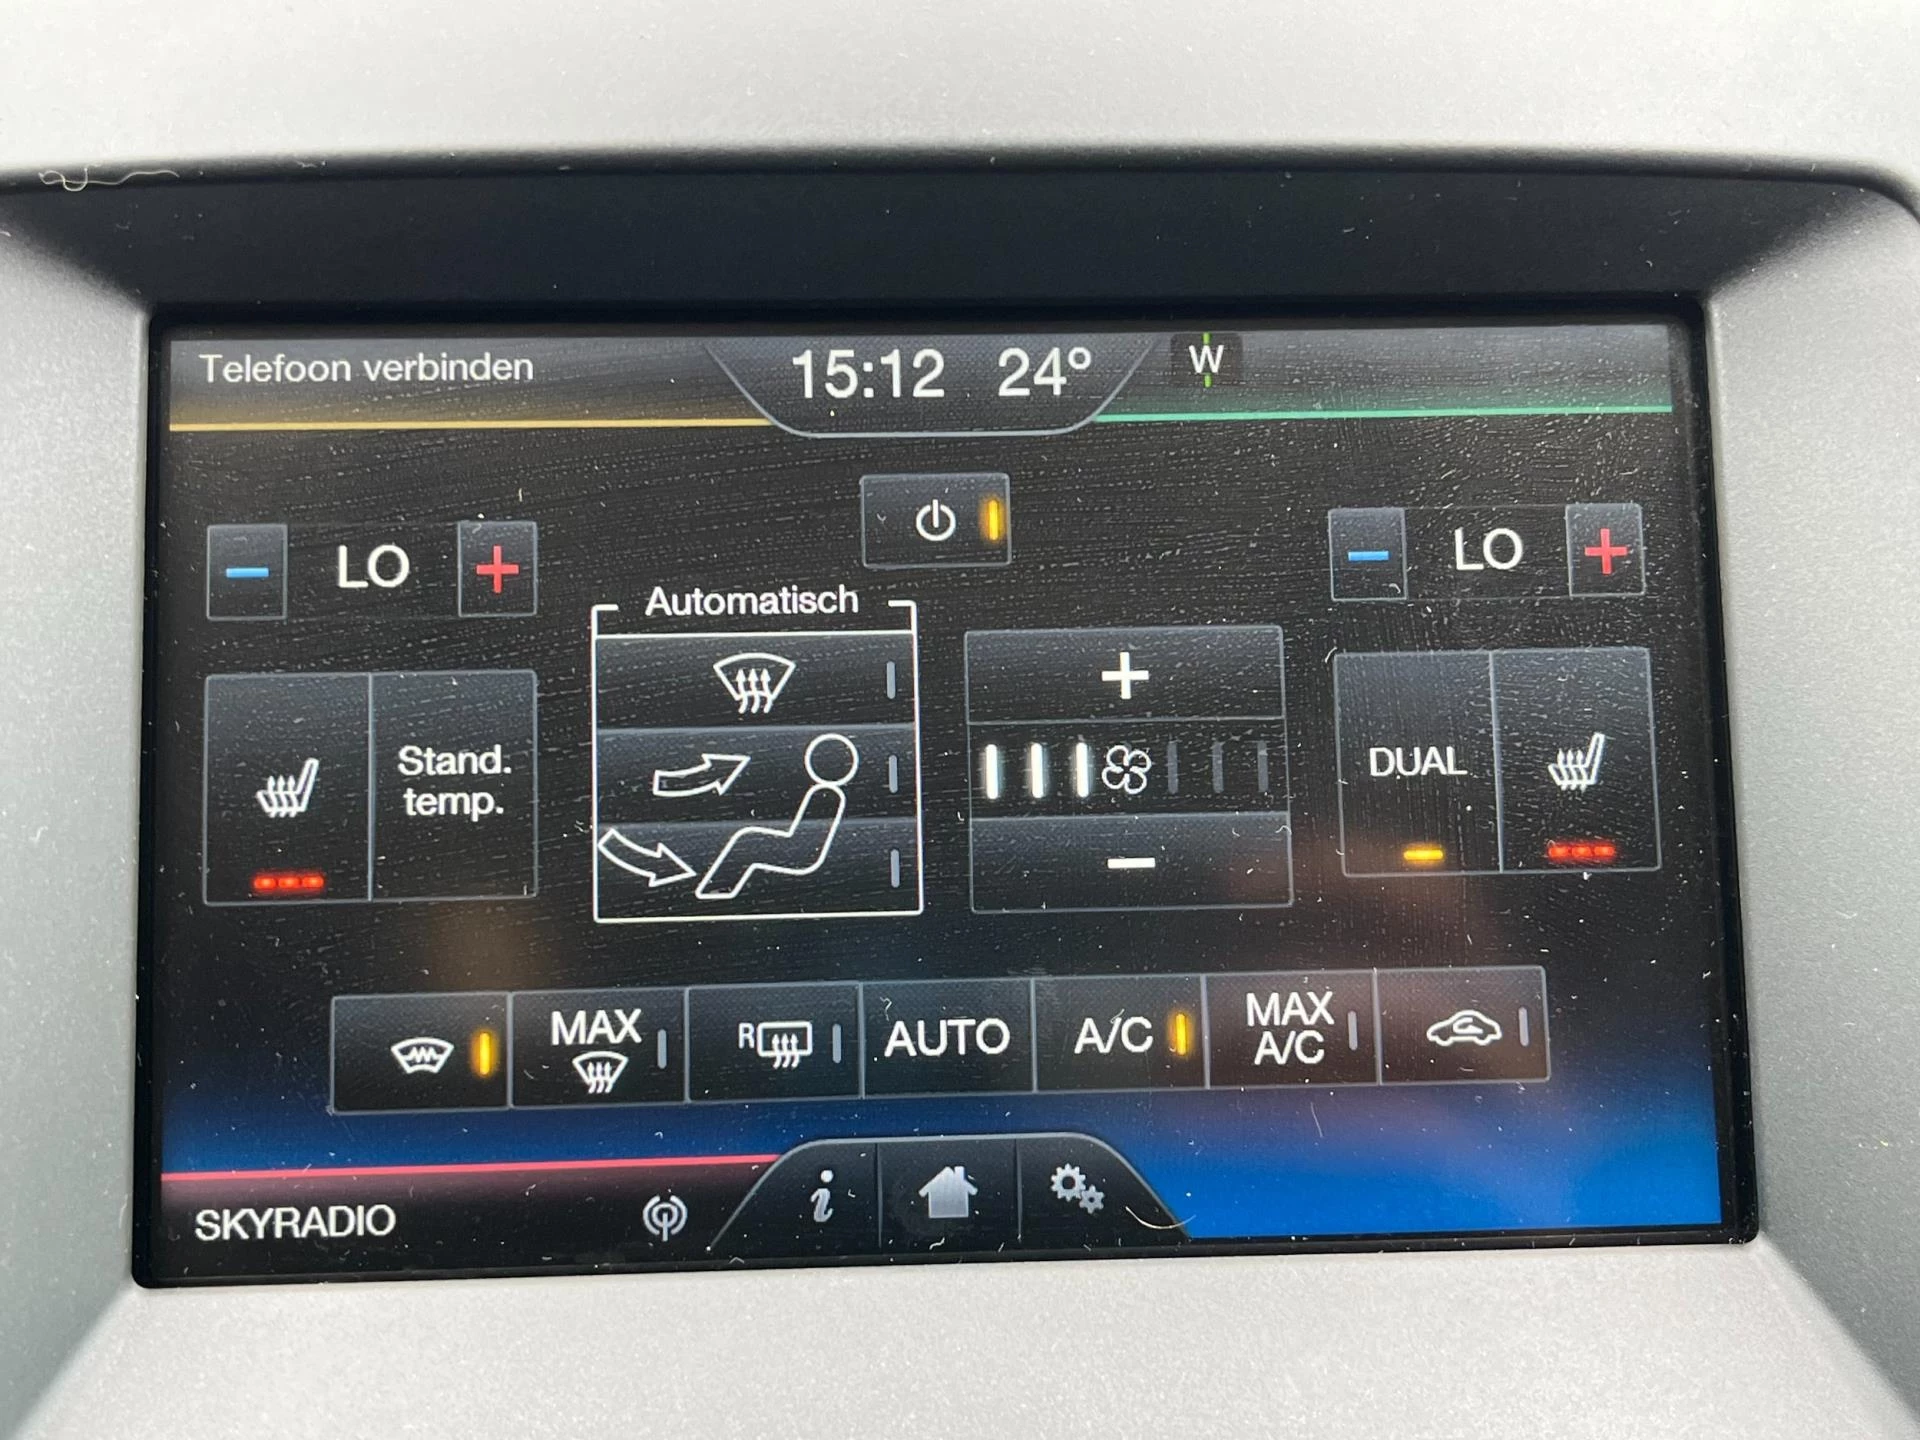 Telefoon verbinden
15:12 24°
W
LO
LO
Automatisch
Stand.
temp.
DUAL
MAX
R
AUTO
A/C
MAX
A/C
SKYRADIO
i